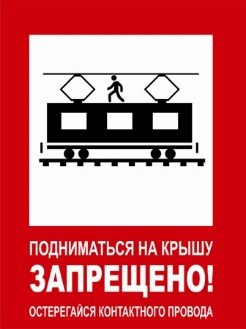 ПОДНИМАТЬСЯ НА КРЫШУ
ЗАПРЕЩЕНО!
ОСТЕРЕГАЙСЯ КОНТАКТНОГО ПРОВОДА